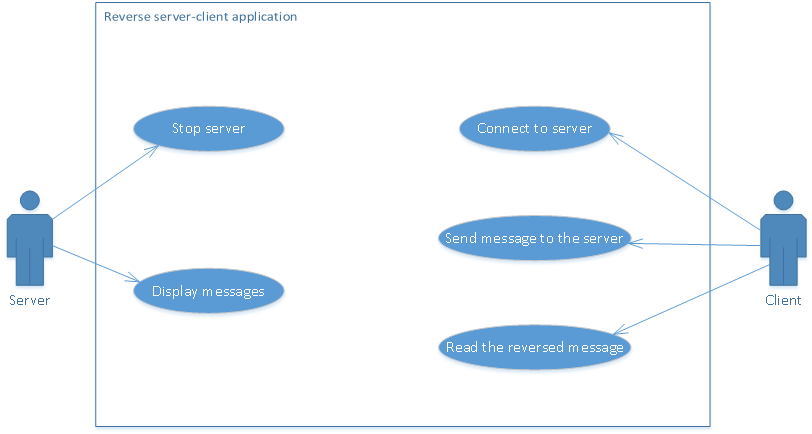 Reverse server-client application
Stop server
Connect to server
Send message to the server
Display messages
Server
Client
Read the reversed message